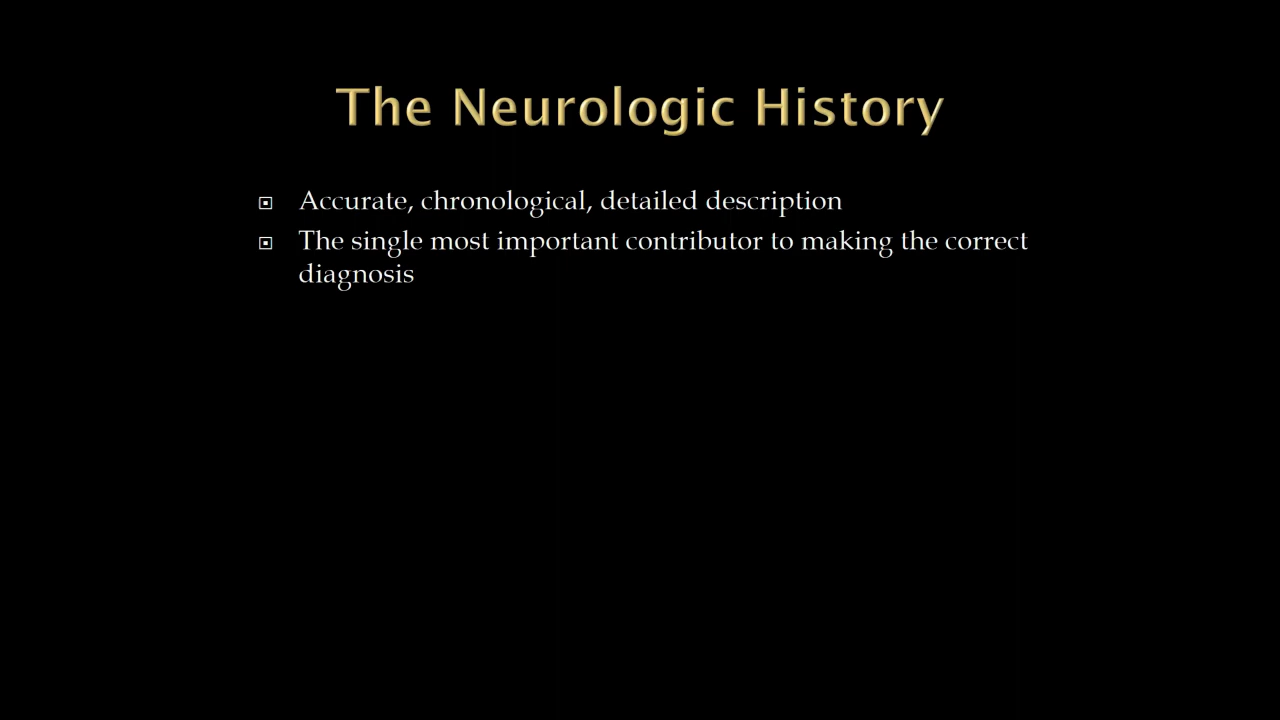 The Neurologic History
Accurate, chronological, detailed description
The single most important contributor to making the correct
diagnosis